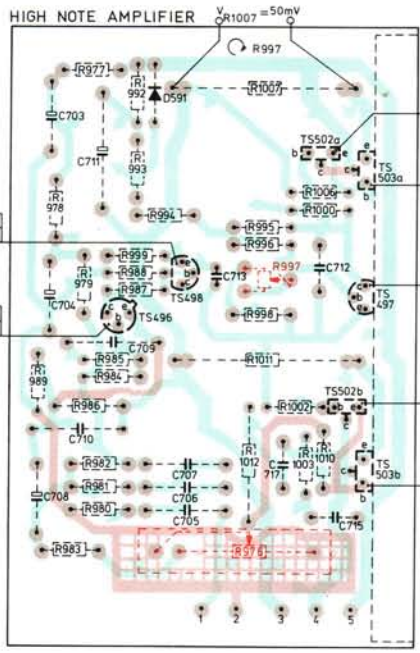 HIGH NOTE AMPLIFIER
VR1007=50mV
R997
R977
R992
D591
R1007
C703
C711
R993
TS502a
b e
c
e
TS503a
c
b
R978
R1006
R1000
R994
R995
R999
R996
R988
R987
R979
TS498
C713
R997
C712
TS497
C704
TS496
R998
C709
R985
R984
R1011
R989
R986
R1002
TS502b
b e
c
C710
R982
R981
R980
C707
C706
C705
R1012
C717
R1003
R1010
e
TS503b
c
b
C708
C715
R983
R976
1 2 3 4 5